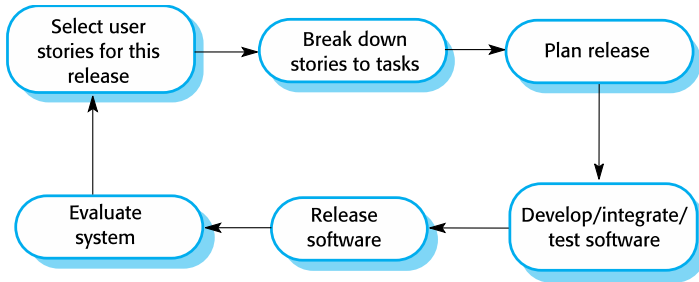 Select user
stories for this
release
Break down
stories to tasks
Plan release
Develop/integrate/
test software
Release
software
Evaluate
system